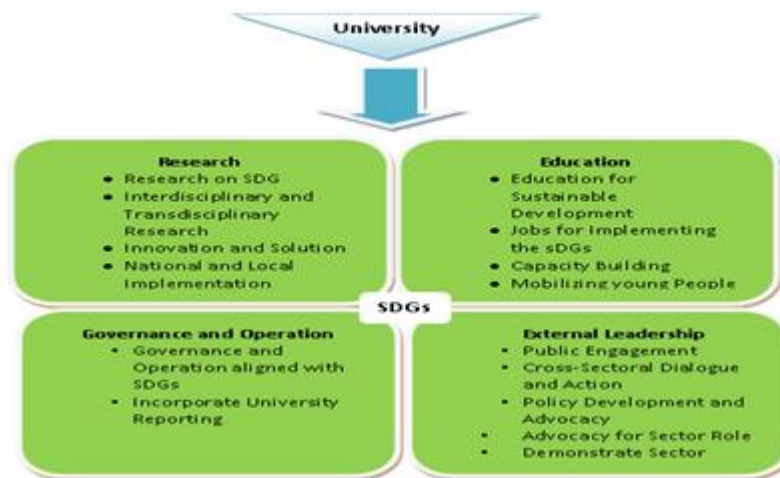 University
Research
● Research on SDG
● Interdisciplinary and
Transdisciplinary
Research
● Innovation and Solution
● National and Local
Implementation
Education
● Education for
Sustainable
Development
● Jobs for Implementing
the sDGs
● Capacity Building
● Mobilizing young People
SDGs
Governance and Operation
▪ Governance and
Operation aligned with
SDGs
▪ Incorporate University
Reporting
External Leadership
▪ Public Engagement
▪ Cross-Sectoral Dialogue
and Action
▪ Policy Development and
Advocacy
▪ Advocacy for Sector Role
▪ Demonstrate Sector